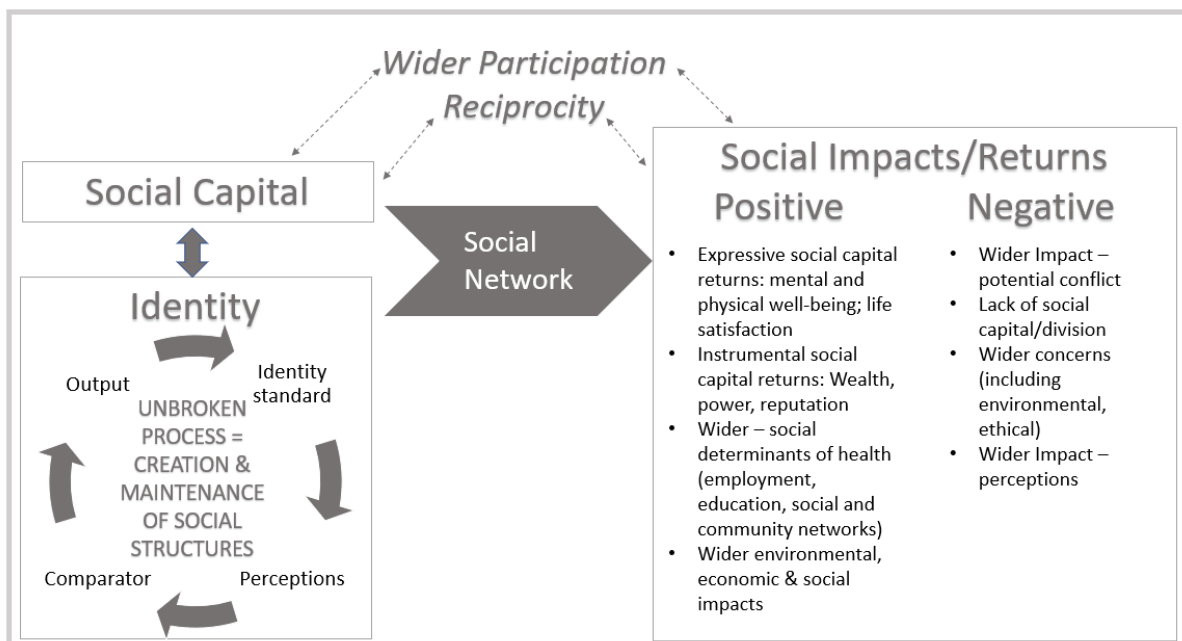 Wider Participation
Reciprocity
Social Capital
Identity
Output
Identity
standard
UNBROKEN
PROCESS =
CREATION &
MAINTENANCE
OF SOCIAL
STRUCTURES
Comparator
Perceptions
Social
Network
Social Impacts/Returns
Positive
• Expressive social capital
returns: mental and
physical well-being; life
satisfaction
• Instrumental social
capital returns: Wealth,
power, reputation
• Wider – social
determinants of health
(employment,
education, social and
community networks)
• Wider environmental,
economic & social
impacts
Negative
• Wider Impact –
potential conflict
• Lack of social
capital/division
• Wider concerns
(including
environmental,
ethical)
• Wider Impact –
perceptions